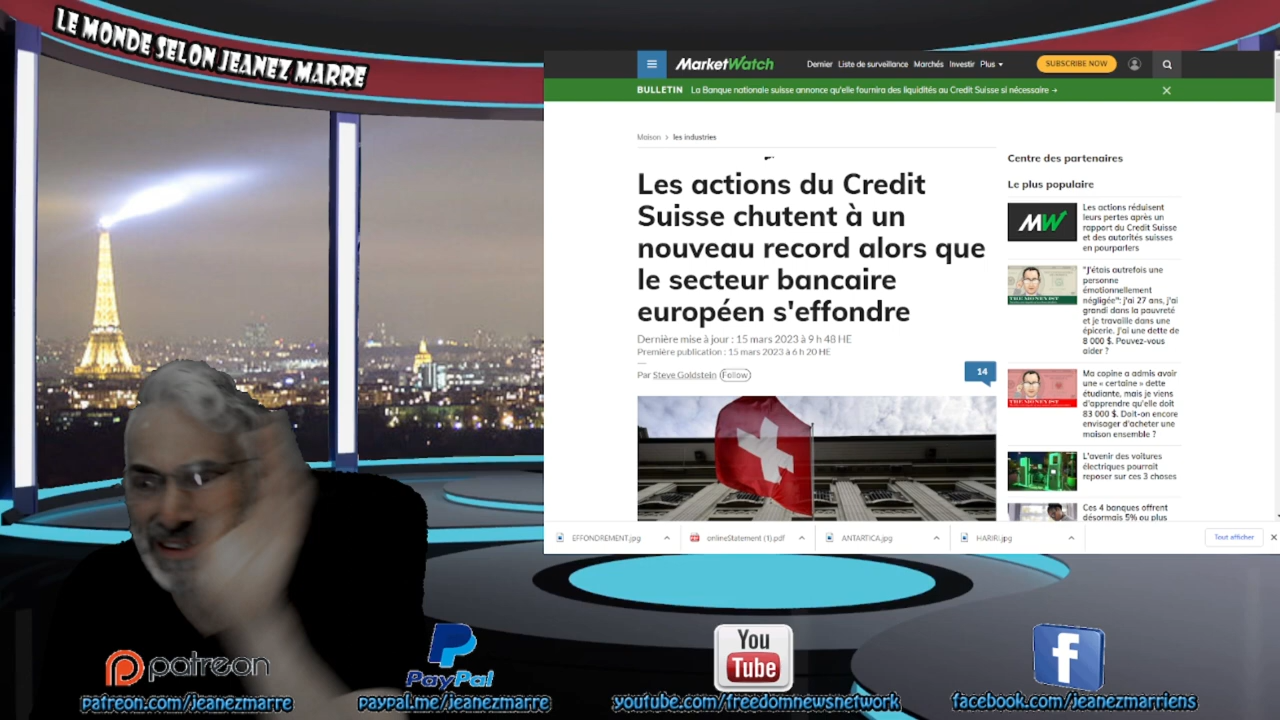 LE MONDE SELON JEANEZ MARRE
MarketWatch
Dernier Liste de surveillance Marchés Investir Plus
SUBSCRIBE NOW
BULLETIN La Banque nationale suisse annonce qu'elle fournira des liquidités au Credit Suisse si nécessaire →
Maison > les industries
Les actions du Credit
Suisse chutent à un
nouveau record alors que
le secteur bancaire
européen s'effondre
Dernière mise à jour : 15 mars 2023 à 9 h 48 HE
Première publication : 15 mars 2023 à 6 h 20 HE
Par Steve Goldstein Follow
14
Centre des partenaires
Le plus populaire
MW
Les actions réduisent
leurs pertes après un
rapport du Credit Suisse
et des autorités suisses
en pourparlers
THE MONEYIST
"J'étais autrefois une
personne
émotionnellement
négligée": j'ai 27 ans, j'ai
grandi dans la pauvreté
et je travaille dans une
épicerie. J'ai une dette de
8 000 $. Pouvez-vous
aider ?
THE MONEYIST
Ma copine a admis avoir
une « certaine » dette
étudiante, mais je viens
d'apprendre qu'elle doit
83 000 $. Doit-on encore
envisager d'acheter une
maison ensemble ?
L'avenir des voitures
électriques pourrait
reposer sur ces 3 choses
Ces 4 banques offrent
désormais 5% ou plus
EFFONDREMENT.jpg
onlineStatement (1).pdf
ANTARTICA.jpg
HARIRI.jpg
Tout afficher
patreon
PayPal
You
Tube
patreon.com/jeanezmarre
paypal.me/jeanezmarre
youtube.com/freedomnewsnetwork
facebook.com/jeanezmarriens